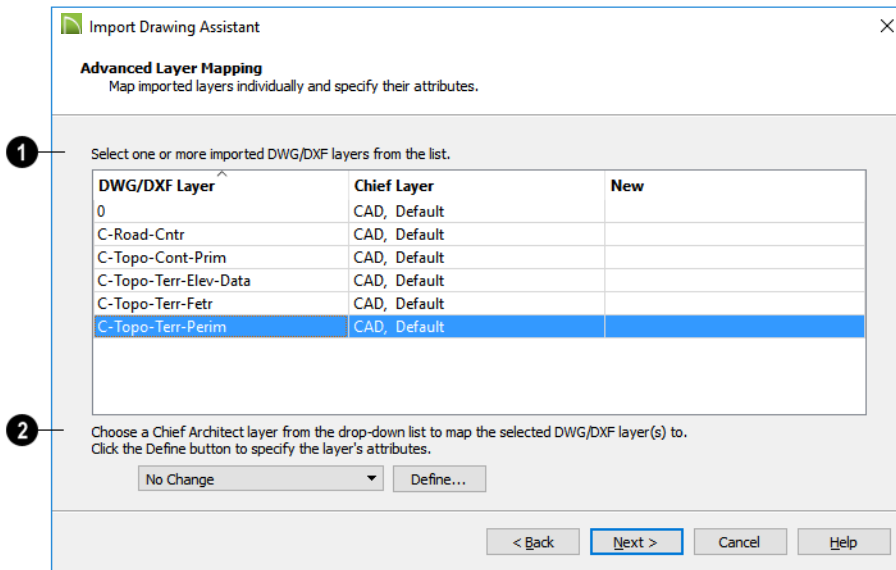 Import Drawing Assistant
Advanced Layer Mapping
Map imported layers individually and specify their attributes.
1
Select one or more imported DWG/DXF layers from the list.
DWG/DXF Layer Chief Layer New
0 CAD, Default
C-Road-Cntr CAD, Default
C-Topo-Cont-Prim CAD, Default
C-Topo-Terr-Elev-Data CAD, Default
C-Topo-Terr-Fetr CAD, Default
C-Topo-Terr-Perim CAD, Default
2
Choose a Chief Architect layer from the drop-down list to map the selected DWG/DXF layer(s) to.
Click the Define button to specify the layer's attributes.
No Change Define...
< Back Next > Cancel Help